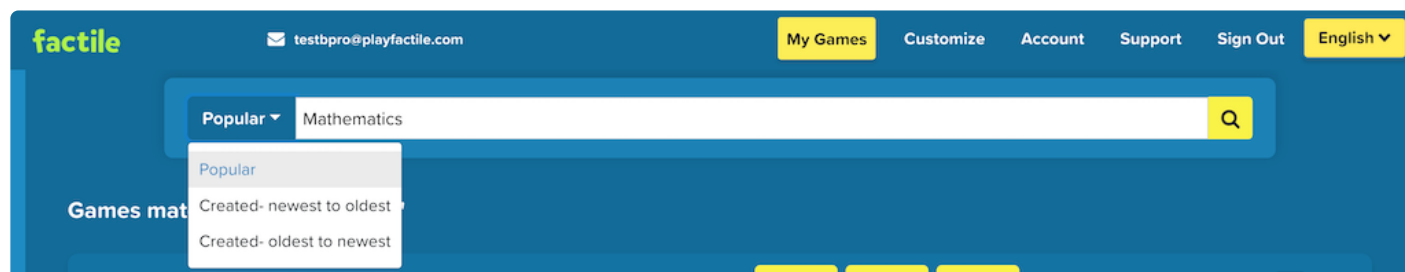 factile
testbpro@playfactile.com
My Games
Customize
Account
Support
Sign Out
English
Popular
Mathematics
Popular
Created- newest to oldest
Created- oldest to newest
Games mat